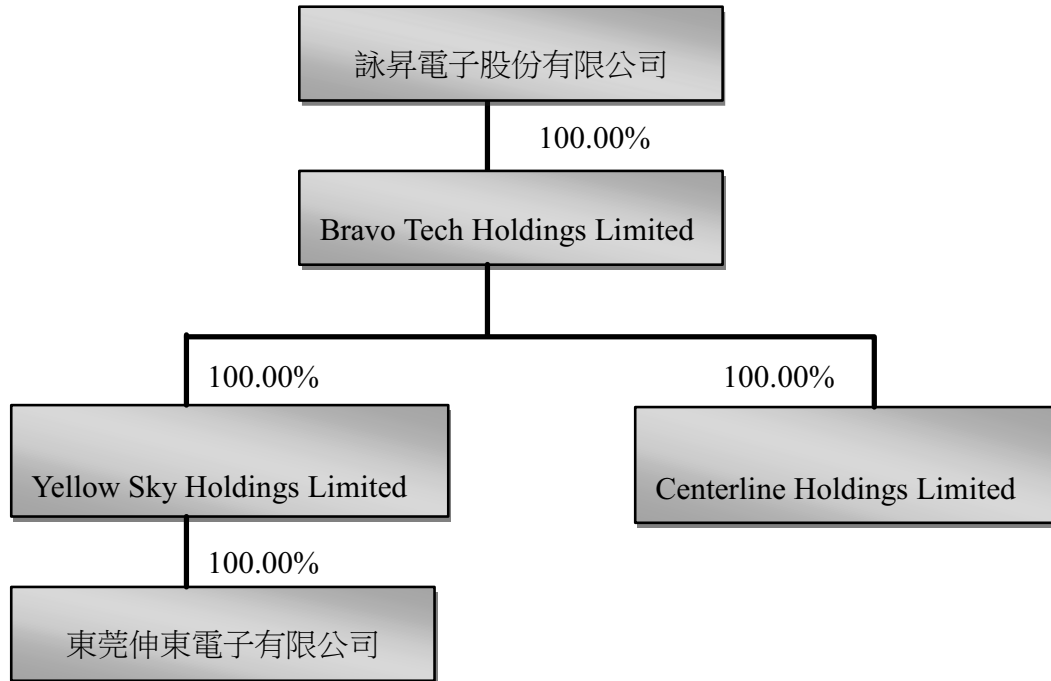 詠昇電子股份有限公司
100.00%
Bravo Tech Holdings Limited
100.00%
100.00%
Yellow Sky Holdings Limited
Centerline Holdings Limited
100.00%
東莞伸東電子有限公司